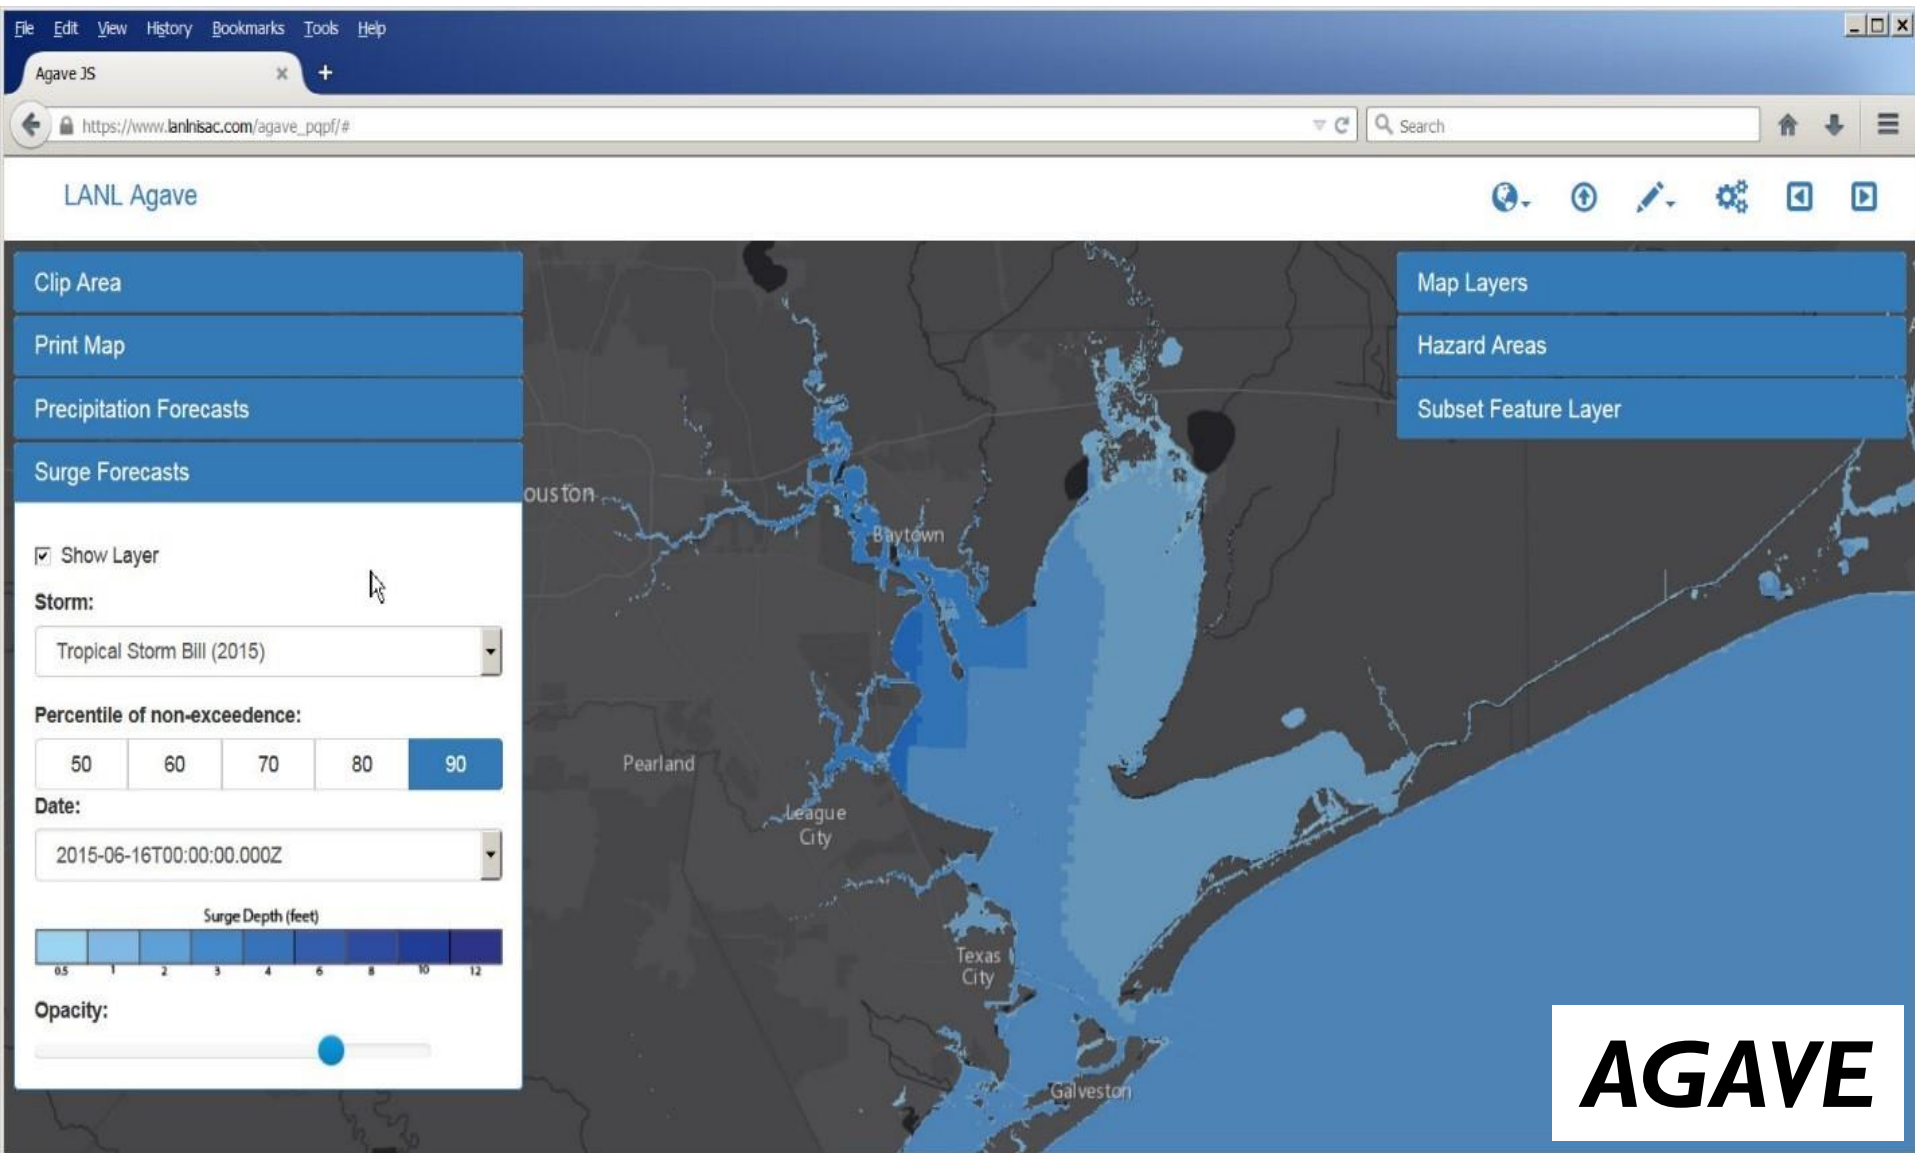 File Edit View History Bookmarks Tools Help
Agave JS
https://www.lanlnisac.com/agave_pqpf/#
Search
LANL Agave
Clip Area
Print Map
Precipitation Forecasts
Surge Forecasts
Show Layer
Storm:
Tropical Storm Bill (2015)
Percentile of non-exceedence:
50 60 70 80 90
Date:
2015-06-16T00:00:00.000Z
Surge Depth (feet)
0.5 1 2 3 4 6 8 10 12
Opacity:
Map Layers
Hazard Areas
Subset Feature Layer
ouston
Baytown
Pearland
League
City
Texas
City
Galveston
AGAVE